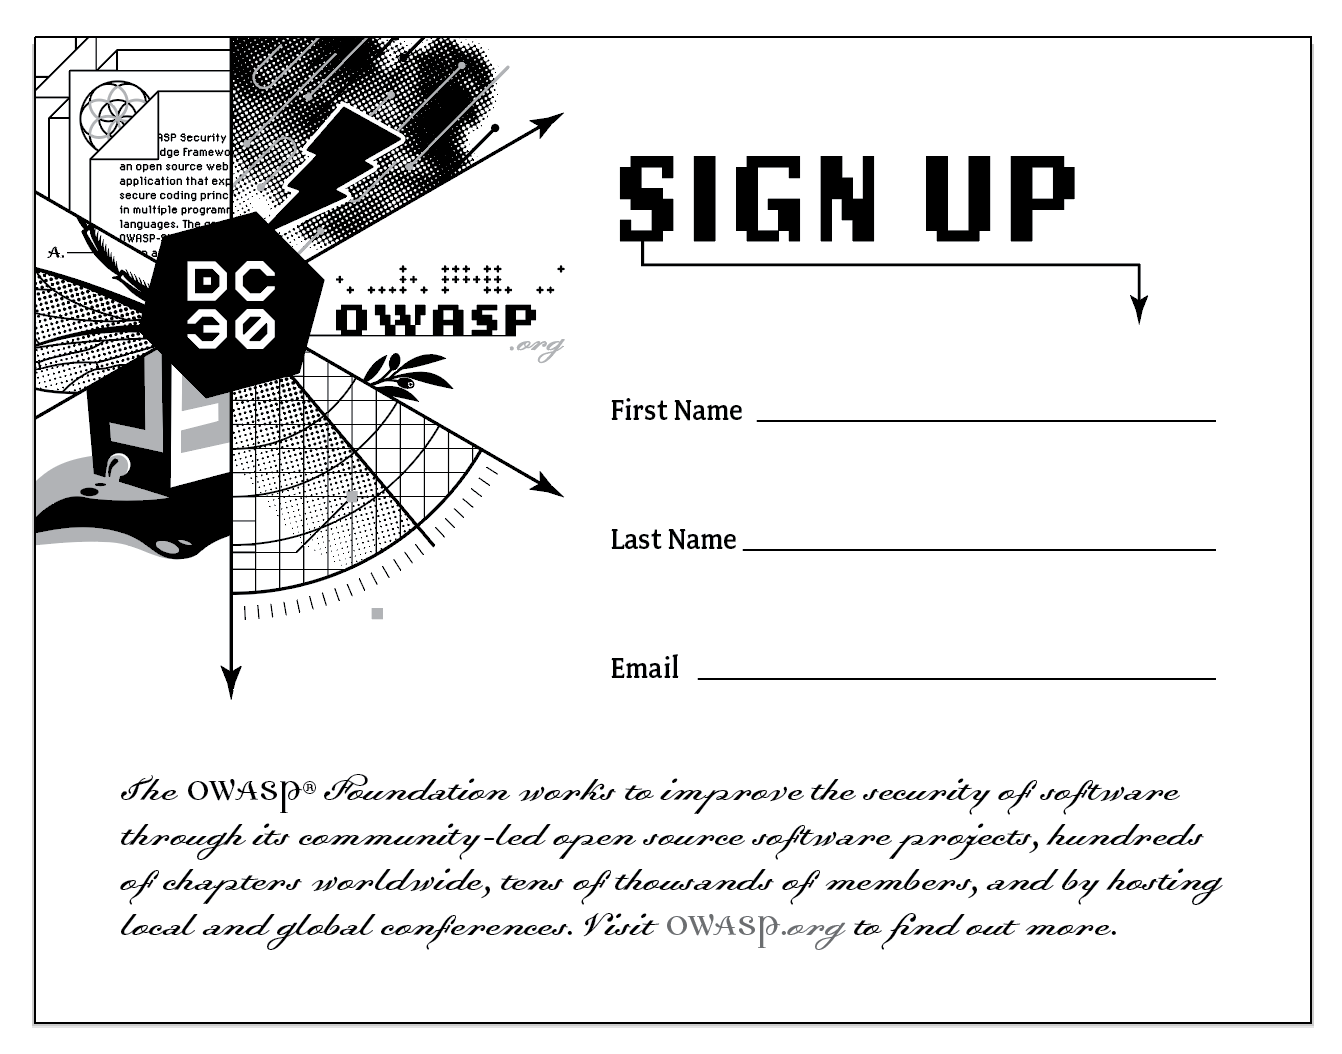 ASP Security
dge Framewo
an open source web
application that exp
secure coding princ
in multiple programm
languages. The
OWASP-S
A.
DC
30
OWASP
.org
JS
SIGN UP
First Name
Last Name
Email
The OWASP® Foundation works to improve the security of software
through its community-led open source software projects, hundreds
of chapters worldwide, tens of thousands of members, and by hosting
local and global conferences. Visit OWASP.org to find out more.